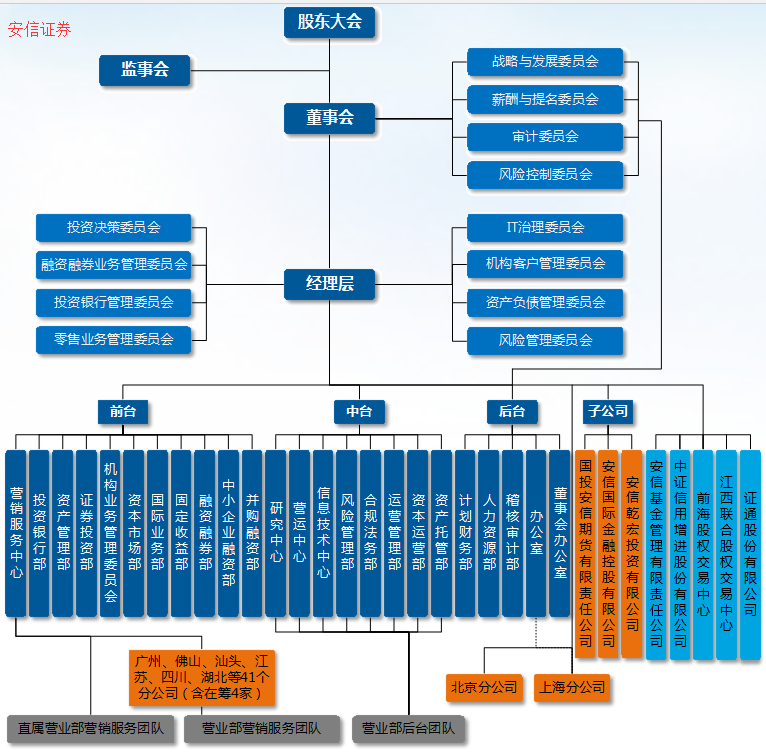 安信证券
股东大会
监事会
董事会
战略与发展委员会
薪酬与提名委员会
审计委员会
风险控制委员会
投资决策委员会
融资融券业务管理委员会
投资银行管理委员会
零售业务管理委员会
经理层
IT治理委员会
机构客户管理委员会
资产负债管理委员会
风险管理委员会
前台
中台
后台
子公司
营销服务中心
投资银行部
资产管理部
证券投资部
机构业务管理委员会
资本市场部
国际业务部
固定收益部
融资融券部
中小企业融资部
并购融资部
研究中心
营运中心
信息技术中心
风险管理部
合规法务部
运营管理部
资本运营部
资产托管部
计划财务部
人力资源部
稽核审计部
办公室
董事会办公室
国投安信期货有限责任公司
安信国际金融控股有限公司
安信乾宏投资有限公司
安信基金管理有限责任公司
中证信用增进股份有限公司
前海股权交易中心
江西联合股权交易中心
证通股份有限公司
广州、佛山、汕头、江
苏、四川、湖北等41个
分公司（含在筹4家）
北京分公司
上海分公司
直属营业部营销服务团队
营业部营销服务团队
营业部后台团队